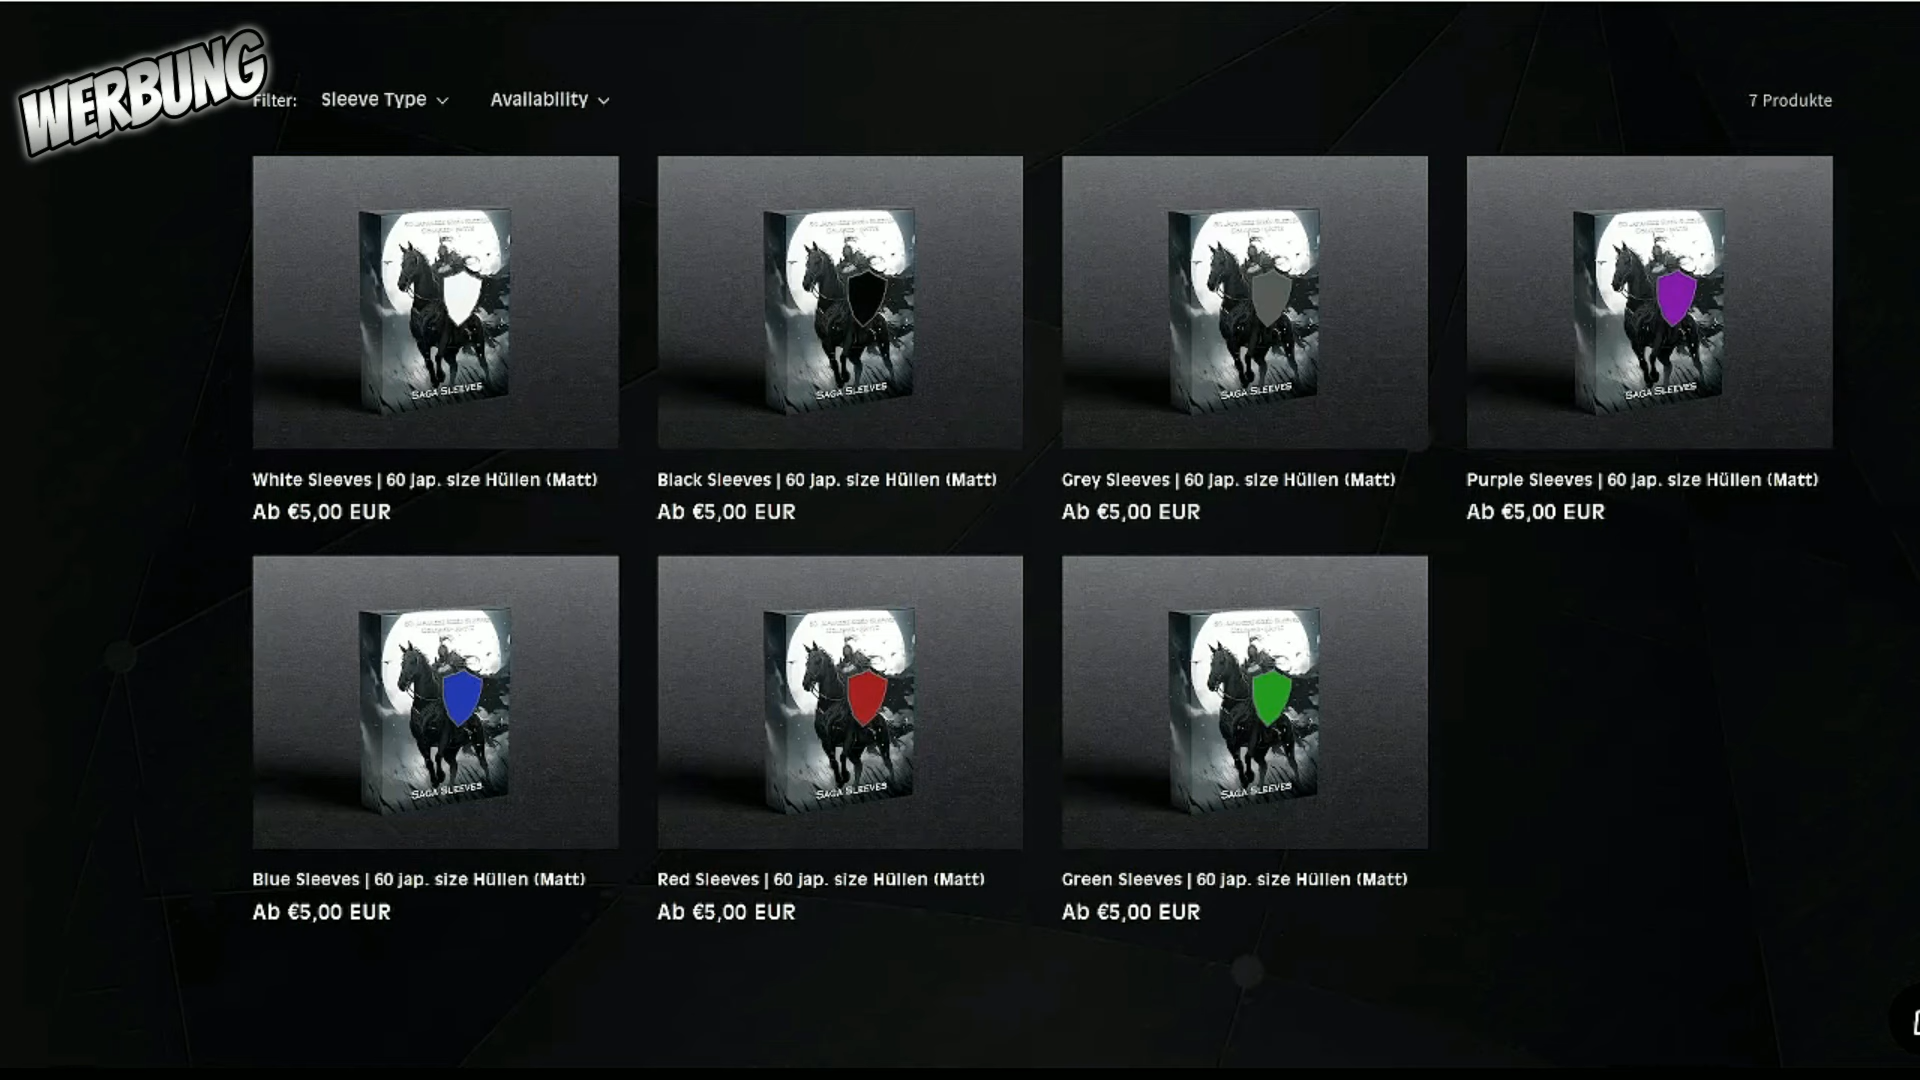 WERBUNG
Filter: Sleeve Type Availability
7 Produkte
SAGA SLEEVES
SAGA SLEEVES
SAGA SLEEVES
SAGA SLEEVES
White Sleeves | 60 jap. size Hüllen (Matt)
Ab €5,00 EUR
Black Sleeves | 60 jap. size Hüllen (Matt)
Ab €5,00 EUR
Grey Sleeves | 60 jap. size Hüllen (Matt)
Ab €5,00 EUR
Purple Sleeves | 60 jap. size Hüllen (Matt)
Ab €5,00 EUR
SAGA SLEEVES
SAGA SLEEVES
SAGA SLEEVES
Blue Sleeves | 60 jap. size Hüllen (Matt)
Ab €5,00 EUR
Red Sleeves | 60 jap. size Hüllen (Matt)
Ab €5,00 EUR
Green Sleeves | 60 jap. size Hüllen (Matt)
Ab €5,00 EUR